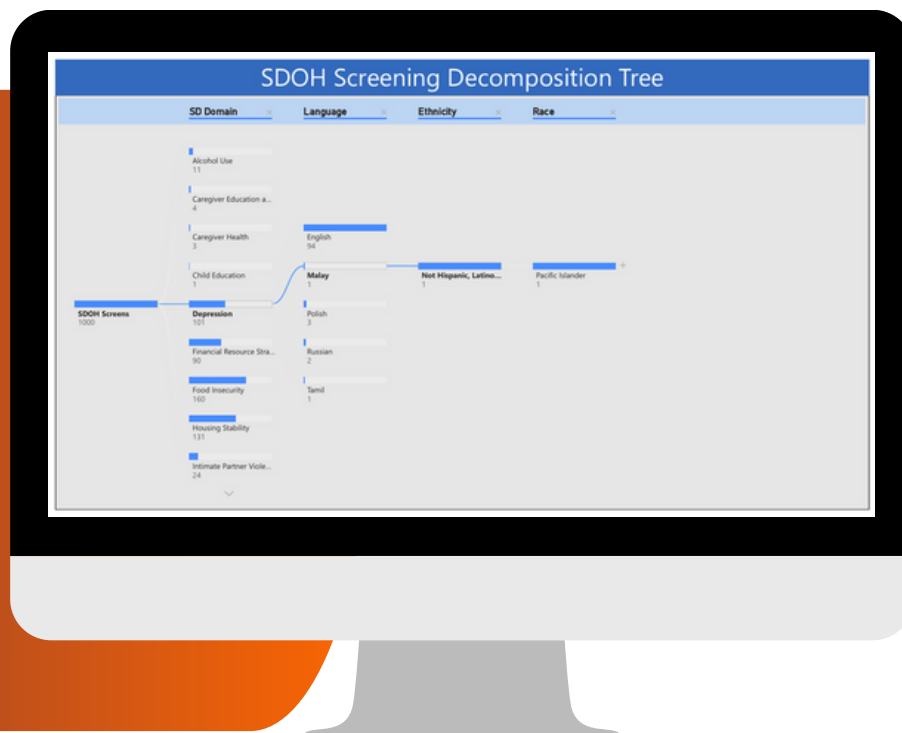 SDOH Screening Decomposition Tree
SD Domain
Language
Ethnicity
Race
SDOH Screens
1000
Alcohol Use
11
Caregiver Education a...
4
Caregiver Health
3
Child Education
1
Depression
101
Financial Resource Stra...
90
Food Insecurity
160
Housing Stability
131
Intimate Partner Viole...
24
English
94
Malay
1
Polish
3
Russian
2
Tamil
1
Not Hispanic, Latino...
1
Pacific Islander
1